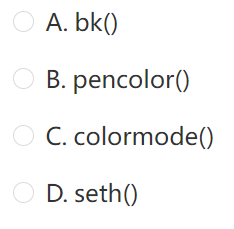 A. bk()
B. pencolor()
C. colormode()
D. seth()